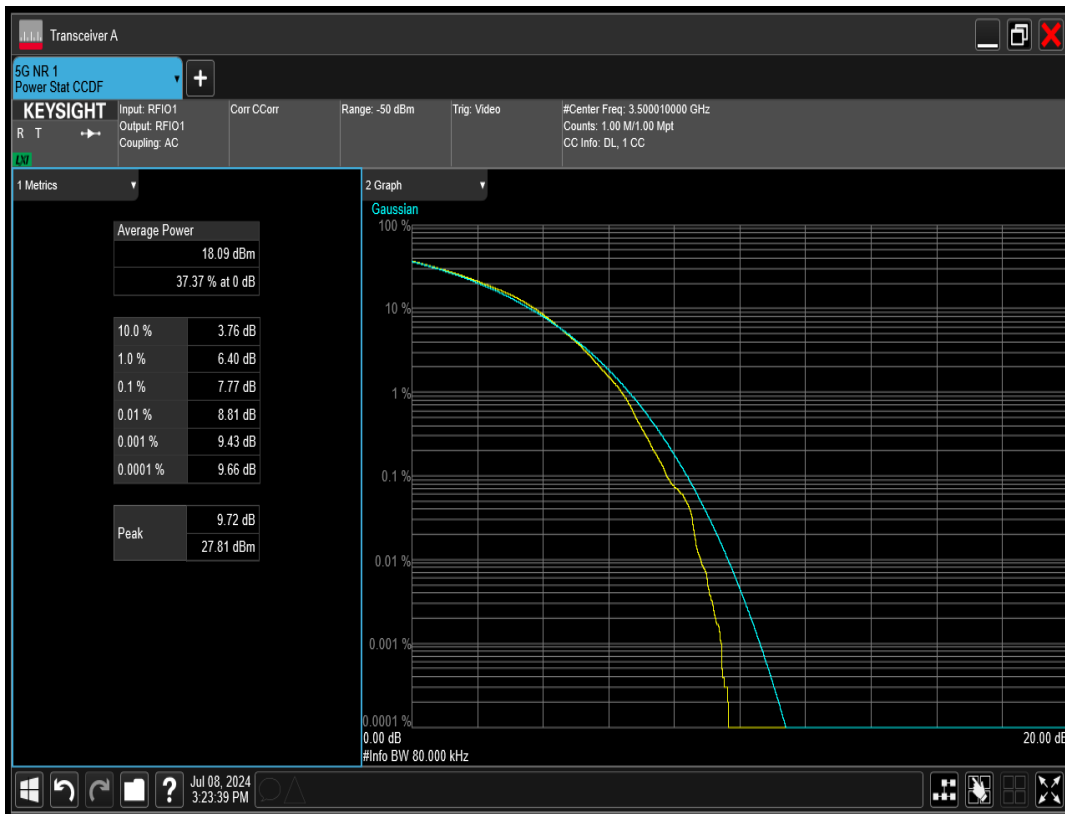 Transceiver A
5G NR 1
Power Stat CCDF
+
KEYSIGHT
R T
LXI
Input: RFIO1
Output: RFIO1
Coupling: AC
Corr CCorr
Range: -50 dBm
Trig: Video
#Center Freq: 3.500010000 GHz
Counts: 1.00 M/1.00 Mpt
CC Info: DL, 1 CC
1 Metrics
Average Power
18.09 dBm
37.37 % at 0 dB
10.0 % 3.76 dB
1.0 % 6.40 dB
0.1 % 7.77 dB
0.01 % 8.81 dB
0.001 % 9.43 dB
0.0001 % 9.66 dB
Peak
9.72 dB
27.81 dBm
2 Graph
Gaussian
100 %
10 %
1 %
0.1 %
0.01 %
0.001 %
0.0001 %
0.00 dB 20.00 dB
#Info BW 80.000 kHz
?
Jul 08, 2024
3:23:39 PM